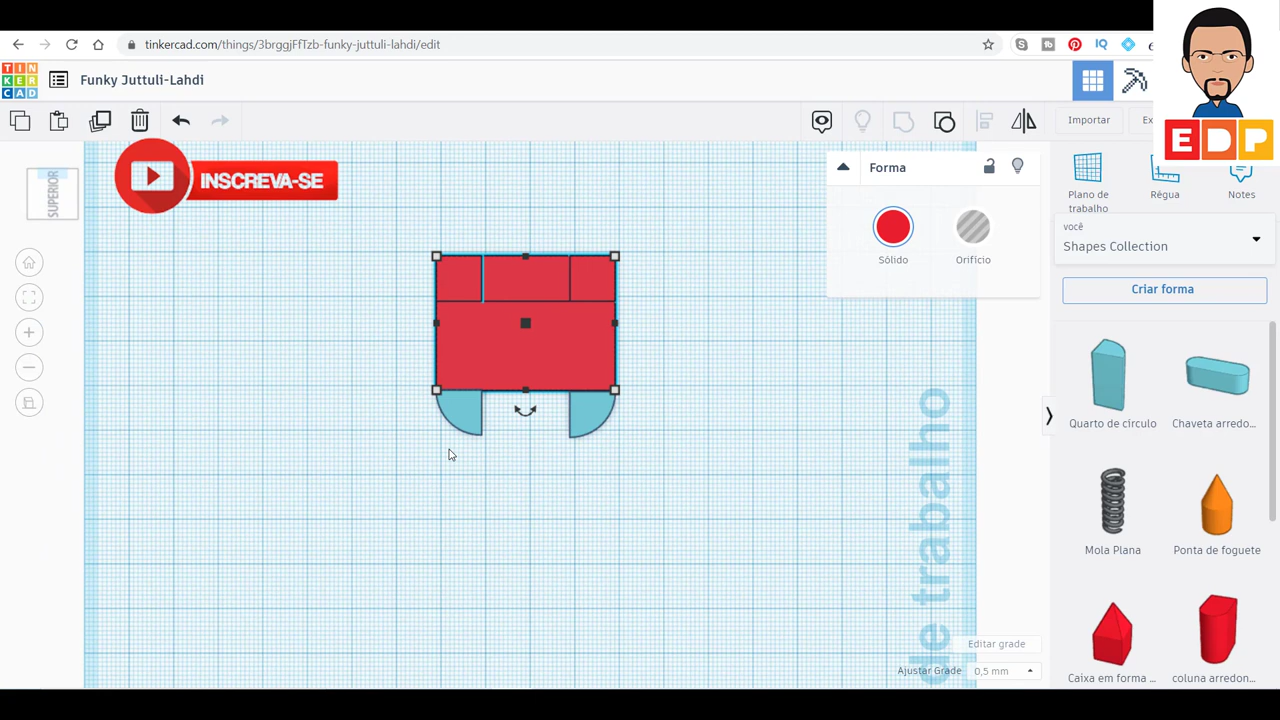 tinkercad.com/things/3brggjFfTzb-funky-juttuli-lahdi/edit
TIN
KER
CAD
Funky Juttuli-Lahdi
EDP
Importar
Ex
SUPERIOR
INSCREVA-SE
Forma
Sólido
Orifício
Plano de
trabalho
Régua
Notes
você
Shapes Collection
Criar forma
Quarto de círculo
Chaveta arredo...
Mola Plana
Ponta de foguete
Caixa em forma ...
coluna arredon...
de trabalho
Editar grade
Ajustar Grade
0,5 mm